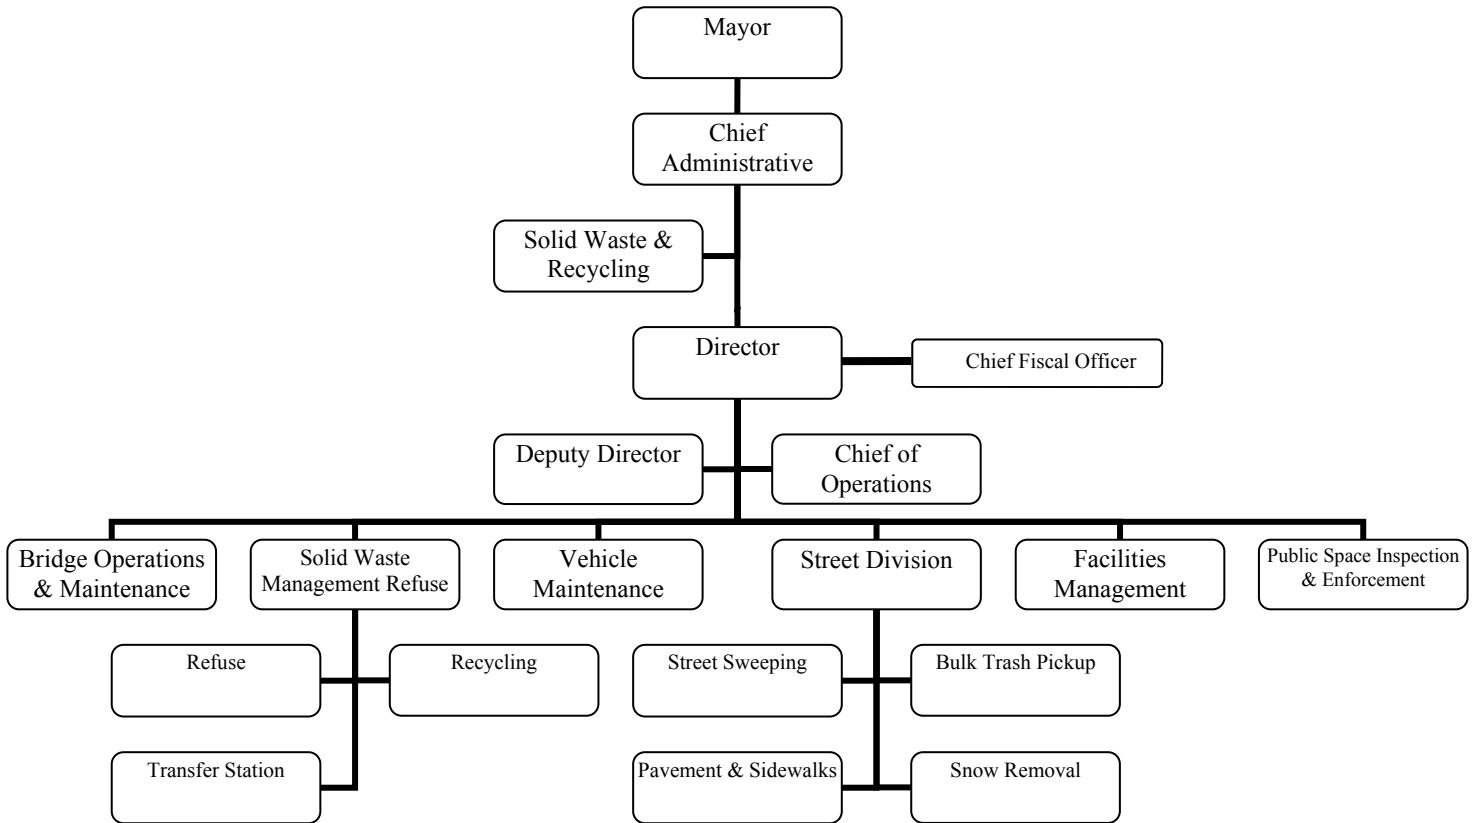 Mayor
Chief
Administrative
Solid Waste &
Recycling
Director
Chief Fiscal Officer
Deputy Director
Chief of
Operations
Bridge Operations
& Maintenance
Solid Waste
Management Refuse
Vehicle
Maintenance
Street Division
Facilities
Management
Public Space Inspection
& Enforcement
Refuse
Recycling
Street Sweeping
Bulk Trash Pickup
Transfer Station
Pavement & Sidewalks
Snow Removal